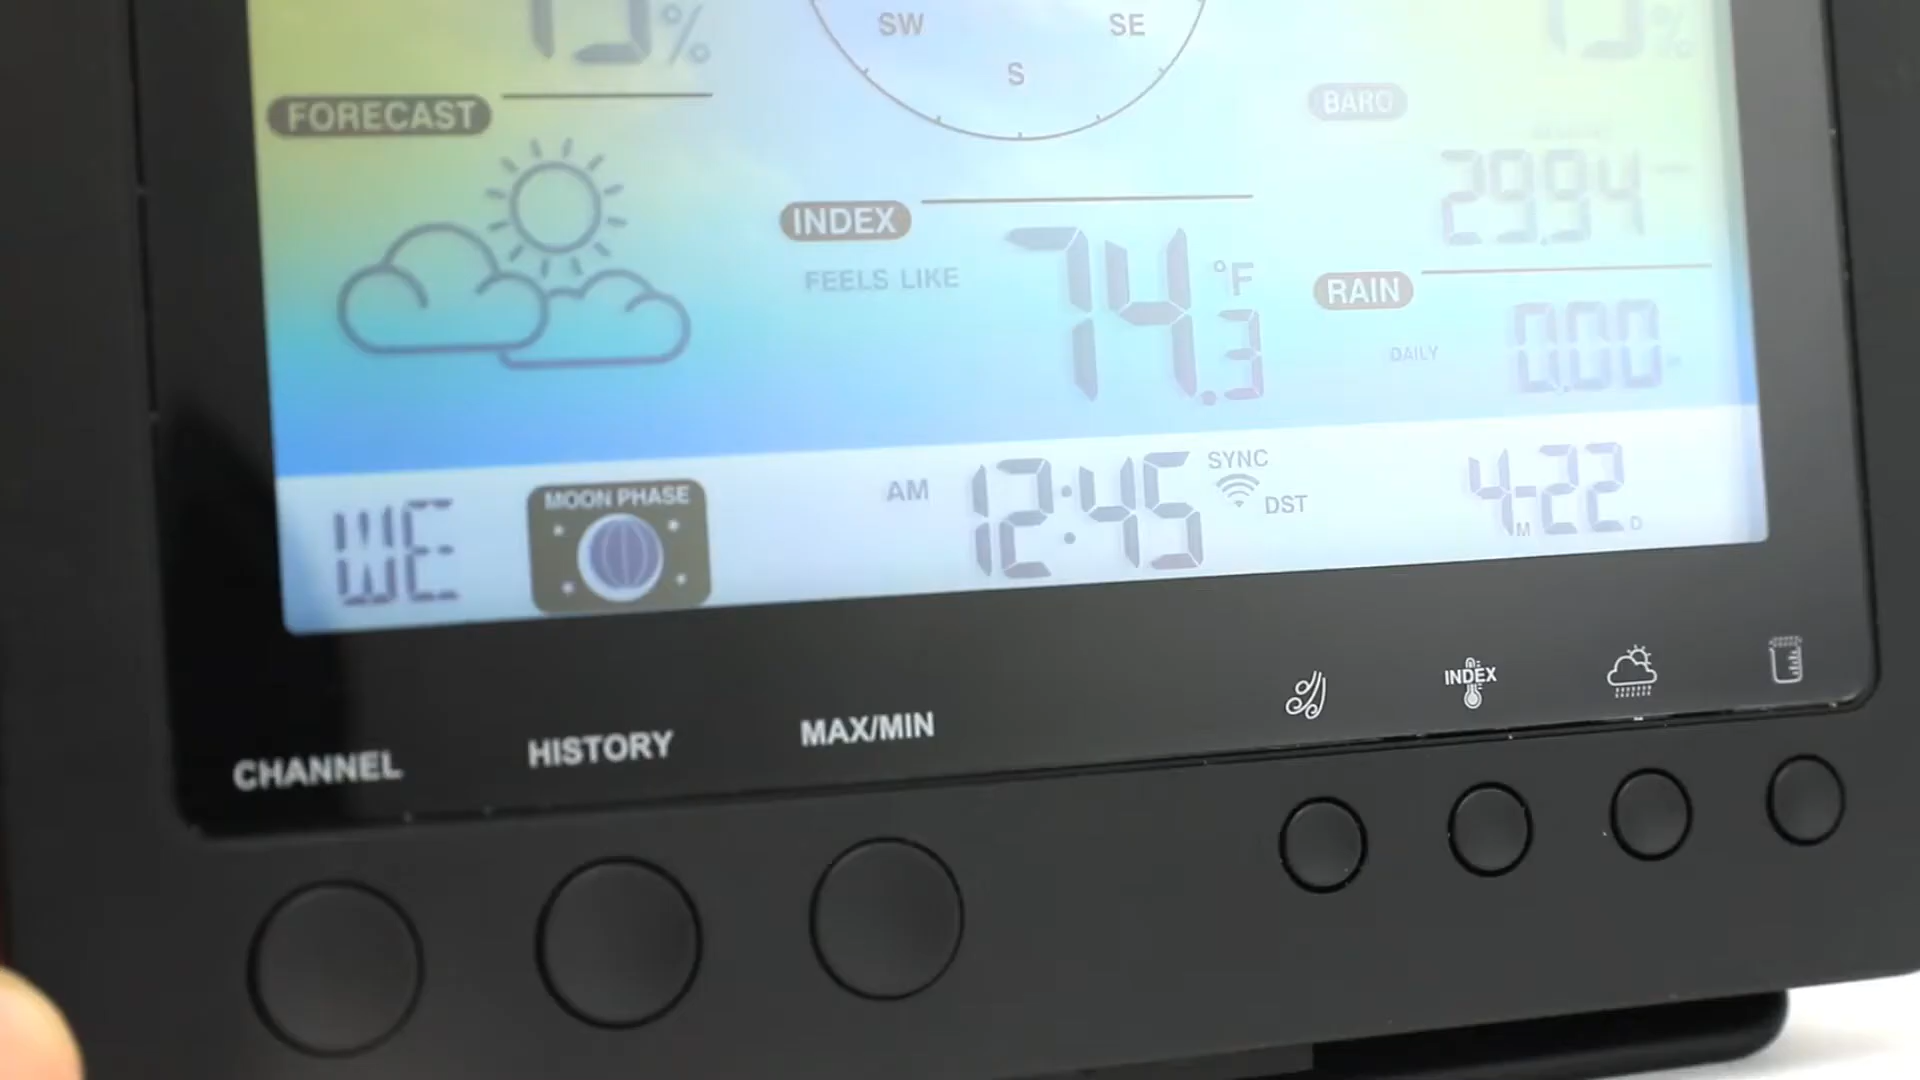 %
SW
SE
S
%
FORECAST
BARO
29.94
INDEX
FEELS LIKE
74.3 °F
RAIN
DAILY
0.00
WE
MOON PHASE
AM
12:45
SYNC
DST
4-22
M
D
INDEX
CHANNEL
HISTORY
MAX/MIN